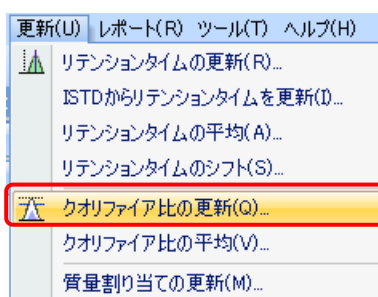 更新(U) レポート(R) ツール(T) ヘルプ(H)
リテンションタイムの更新(R)...
ISTDからリテンションタイムを更新(I)...
リテンションタイムの平均(A)...
リテンションタイムのシフト(S)...
クオリファイア比の更新(Q)...
クオリファイア比の平均(V)...
質量割り当ての更新(M)...